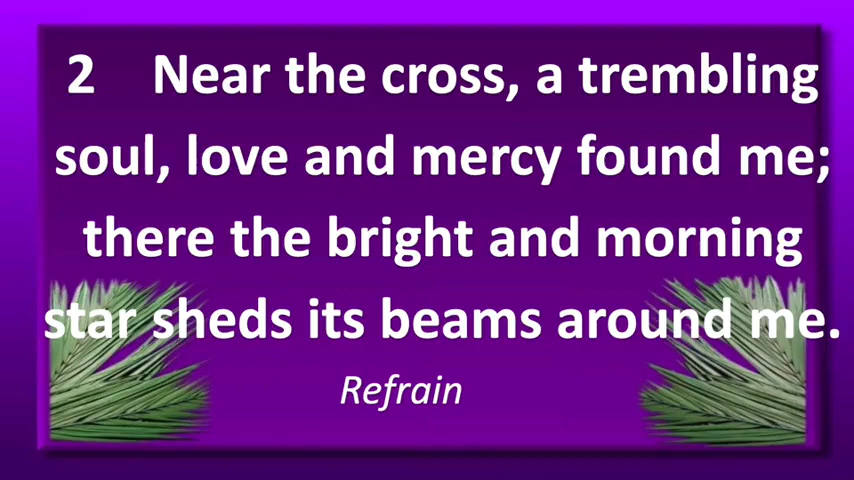 2 Near the cross, a trembling
soul, love and mercy found me;
there the bright and morning
star sheds its beams around me.
Refrain